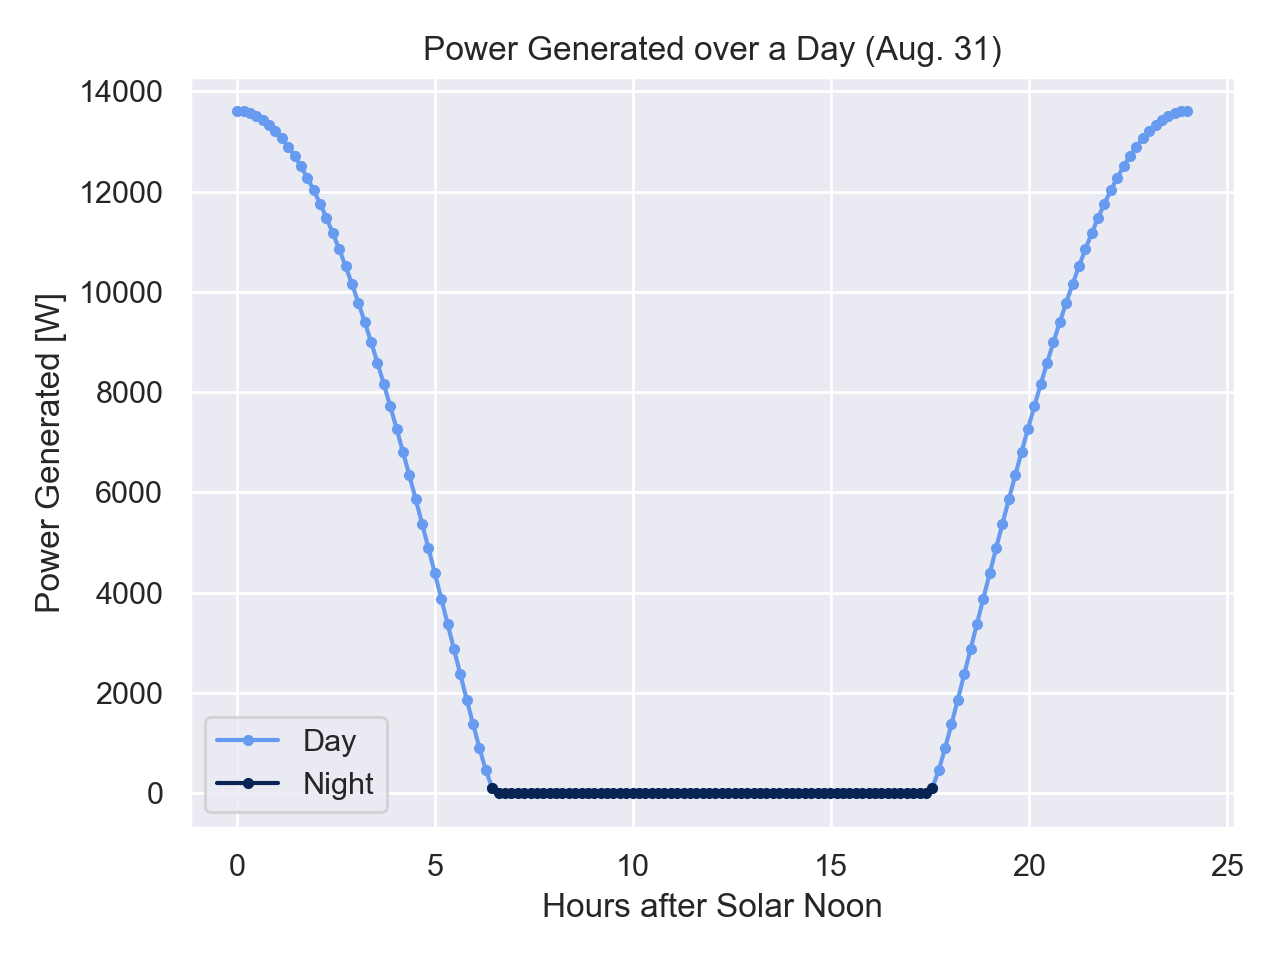 Power Generated over a Day (Aug. 31)
14000
12000
10000
8000
6000
4000
2000
0
Power Generated [W]
Day
Night
0 5 10 15 20 25
Hours after Solar Noon